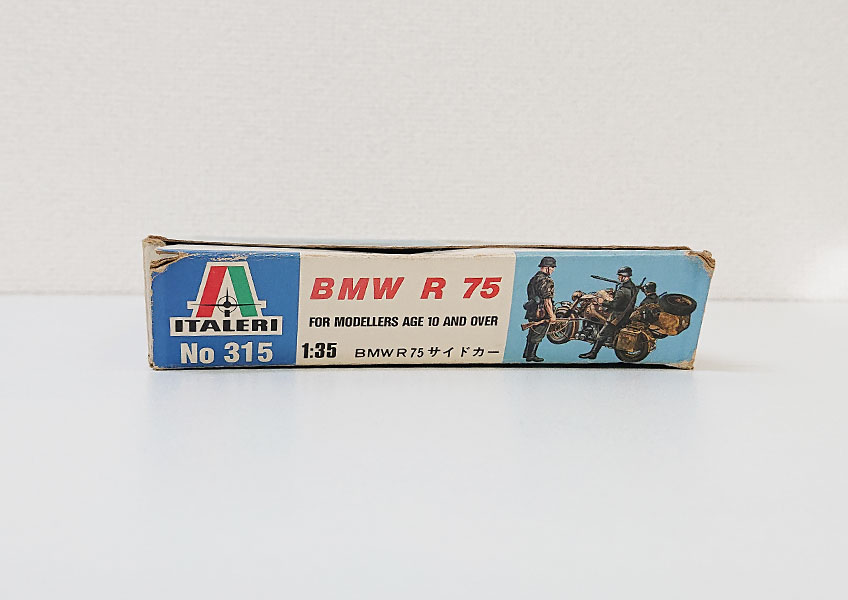 ITALERI
No 315
BMW R 75
FOR MODELLERS AGE 10 AND OVER
1:35 BMW R75 サイドカー